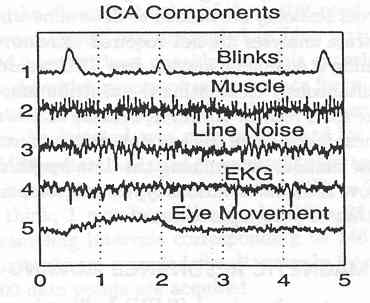 ICA Components
Blinks
1
Muscle
2
Line Noise
3
EKG
4
Eye Movement
5
0 1 2 3 4 5